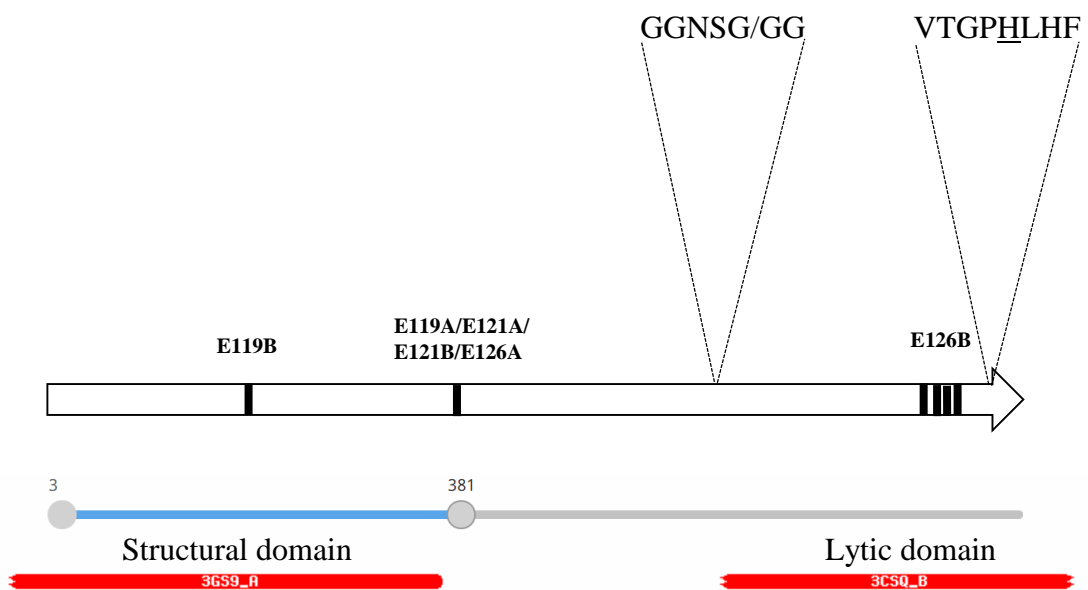 GGNSG/GG
VTGPHLHF
E119B
E119A/E121A/
E121B/E126A
E126B
3
381
Structural domain
Lytic domain
3GS9_A
3CSQ_B